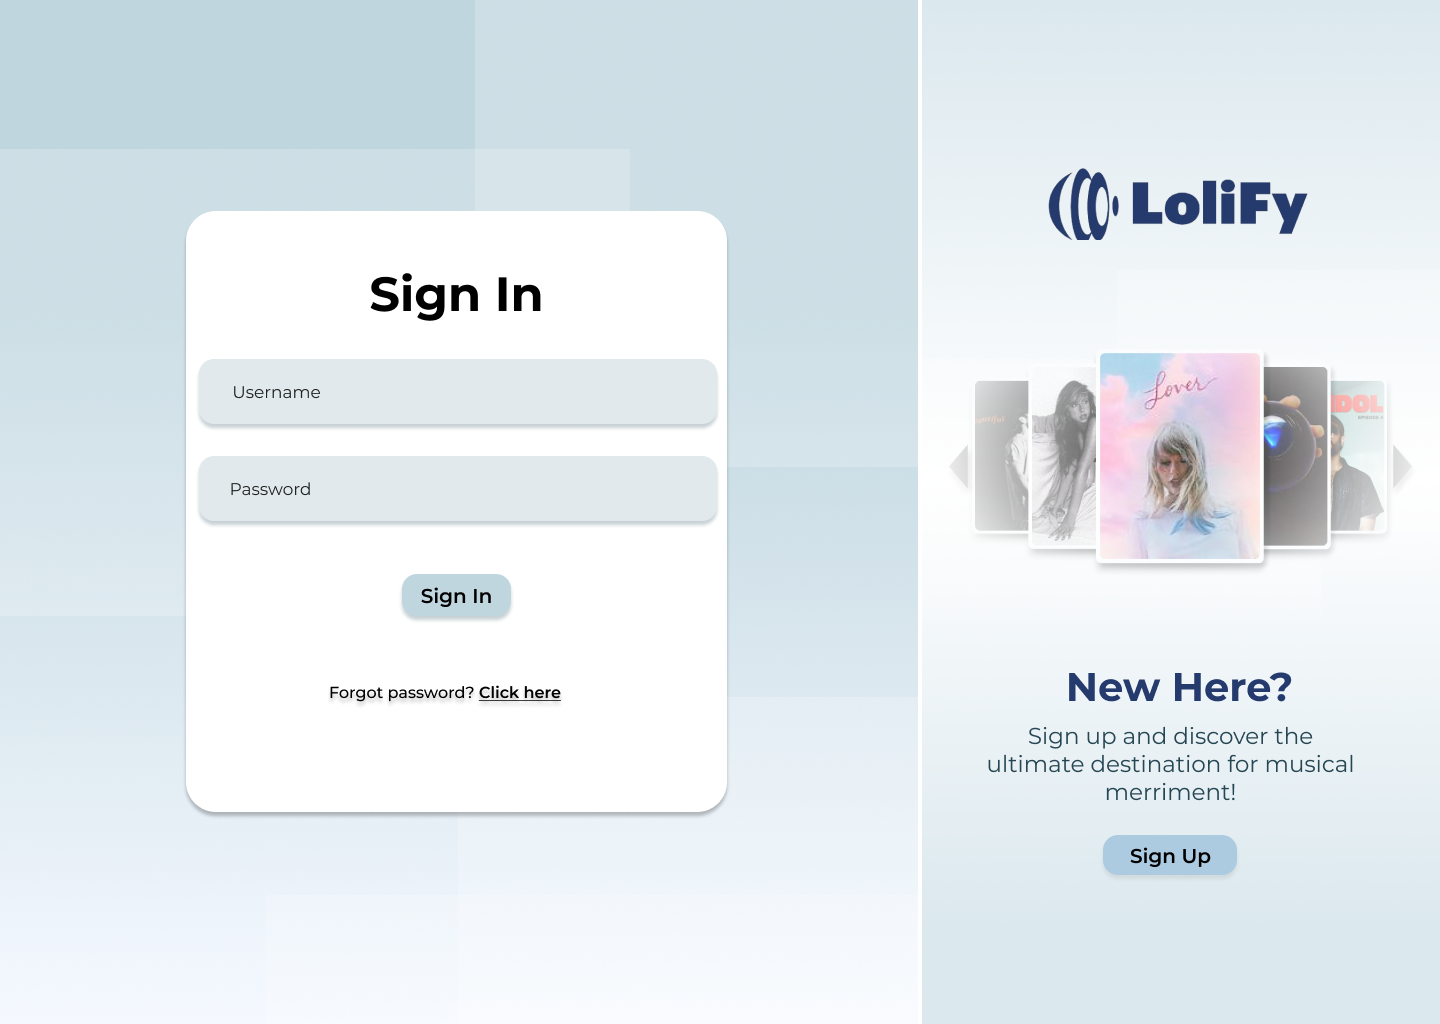 Sign In
Username
Password
Sign In
Forgot password? Click here
LoliFy
Lover
DOL
New Here?
Sign up and discover the
ultimate destination for musical
merriment!
Sign Up